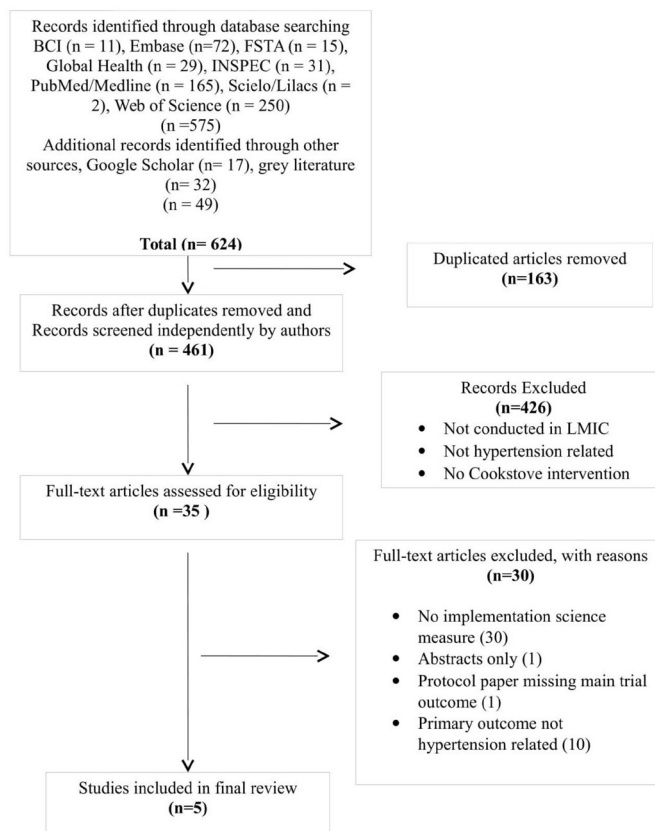 Records identified through database searching
BCI (n = 11), Embase (n=72), FSTA (n = 15),
Global Health (n = 29), INSPEC (n = 31),
PubMed/Medline (n = 165), Scielo/Lilacs (n =
2), Web of Science (n = 250)
(n =575)
Additional records identified through other
sources, Google Scholar (n= 17), grey literature
(n= 32)
(n = 49)
Total (n= 624)
Duplicated articles removed
(n=163)
Records after duplicates removed and
Records screened independently by authors
(n = 461)
Records Excluded
(n=426)
• Not conducted in LMIC
• Not hypertension related
• No Cookstove intervention
Full-text articles assessed for eligibility
(n =35 )
Full-text articles excluded, with reasons
(n=30)
• No implementation science
measure (30)
• Abstracts only (1)
• Protocol paper missing main trial
outcome (1)
• Primary outcome not
hypertension related (10)
Studies included in final review
(n=5)